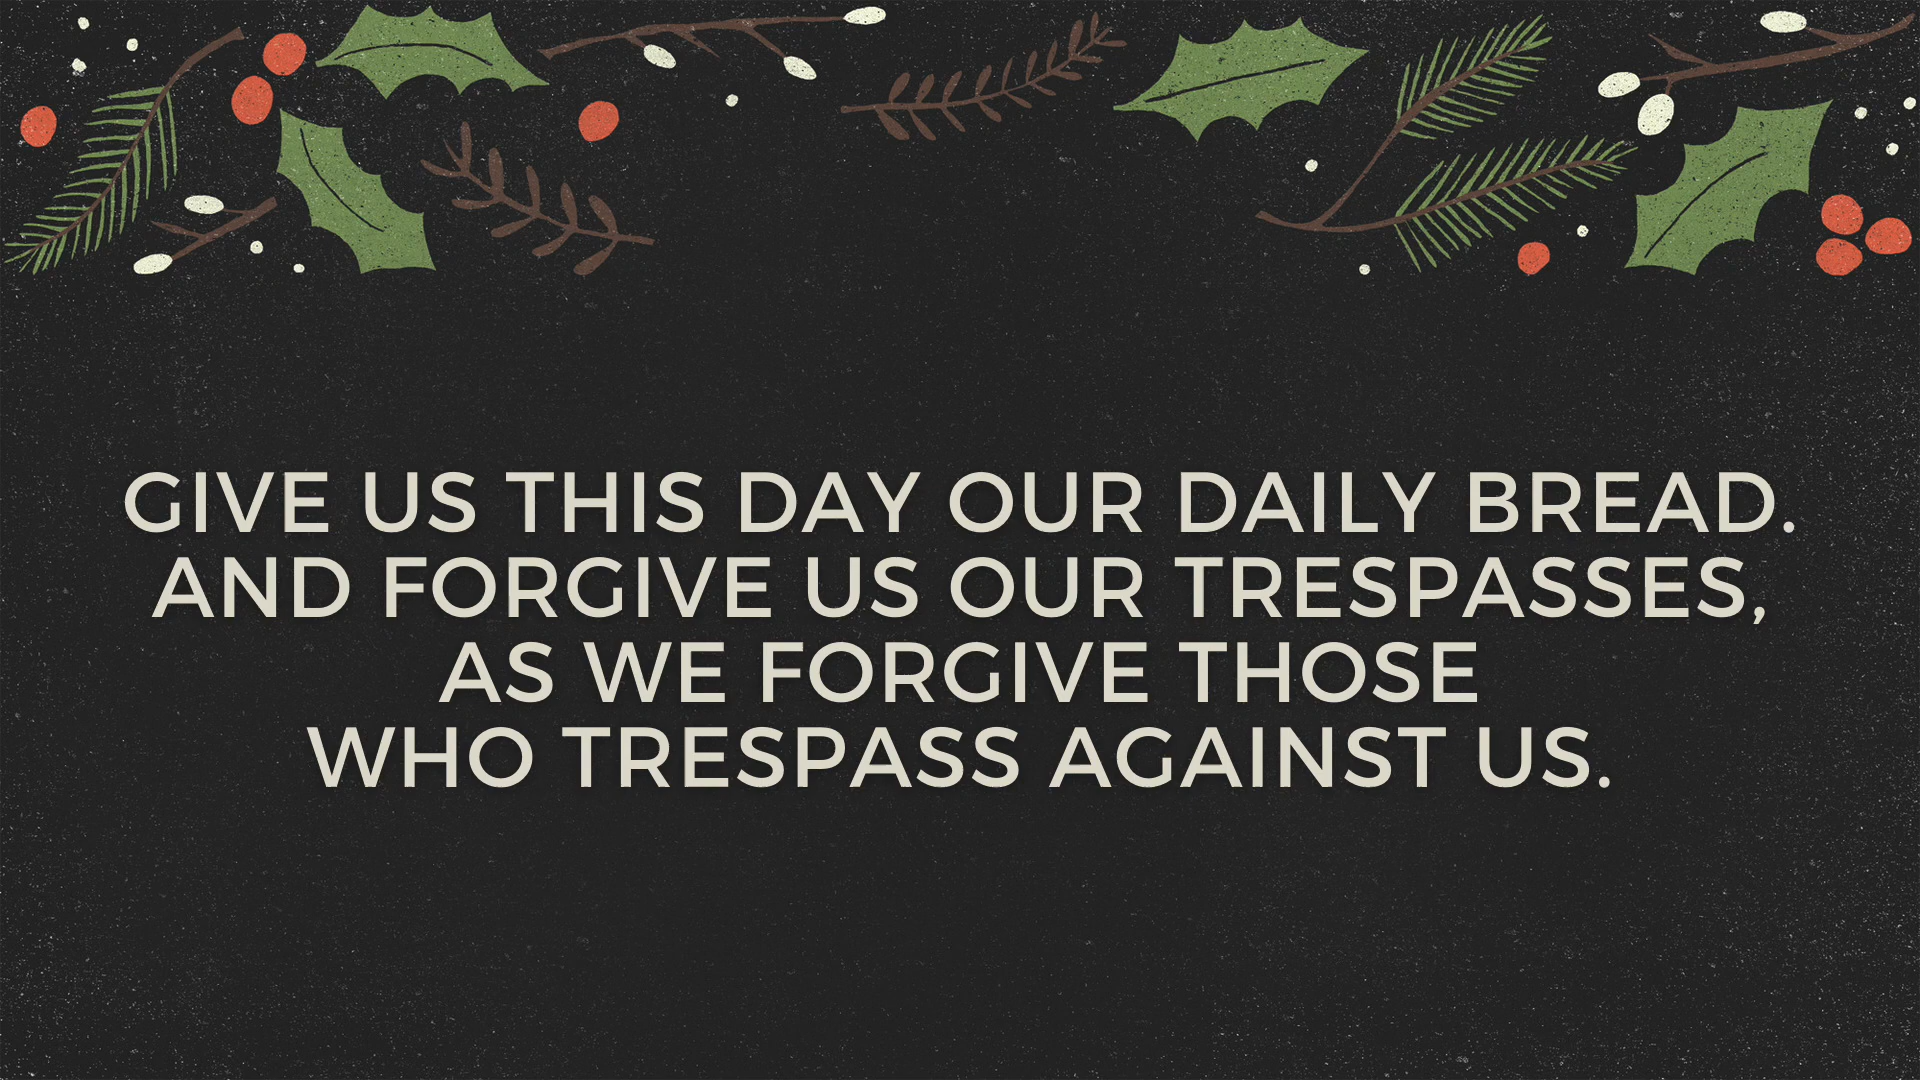 GIVE US THIS DAY OUR DAILY BREAD.
AND FORGIVE US OUR TRESPASSES,
AS WE FORGIVE THOSE
WHO TRESPASS AGAINST US.